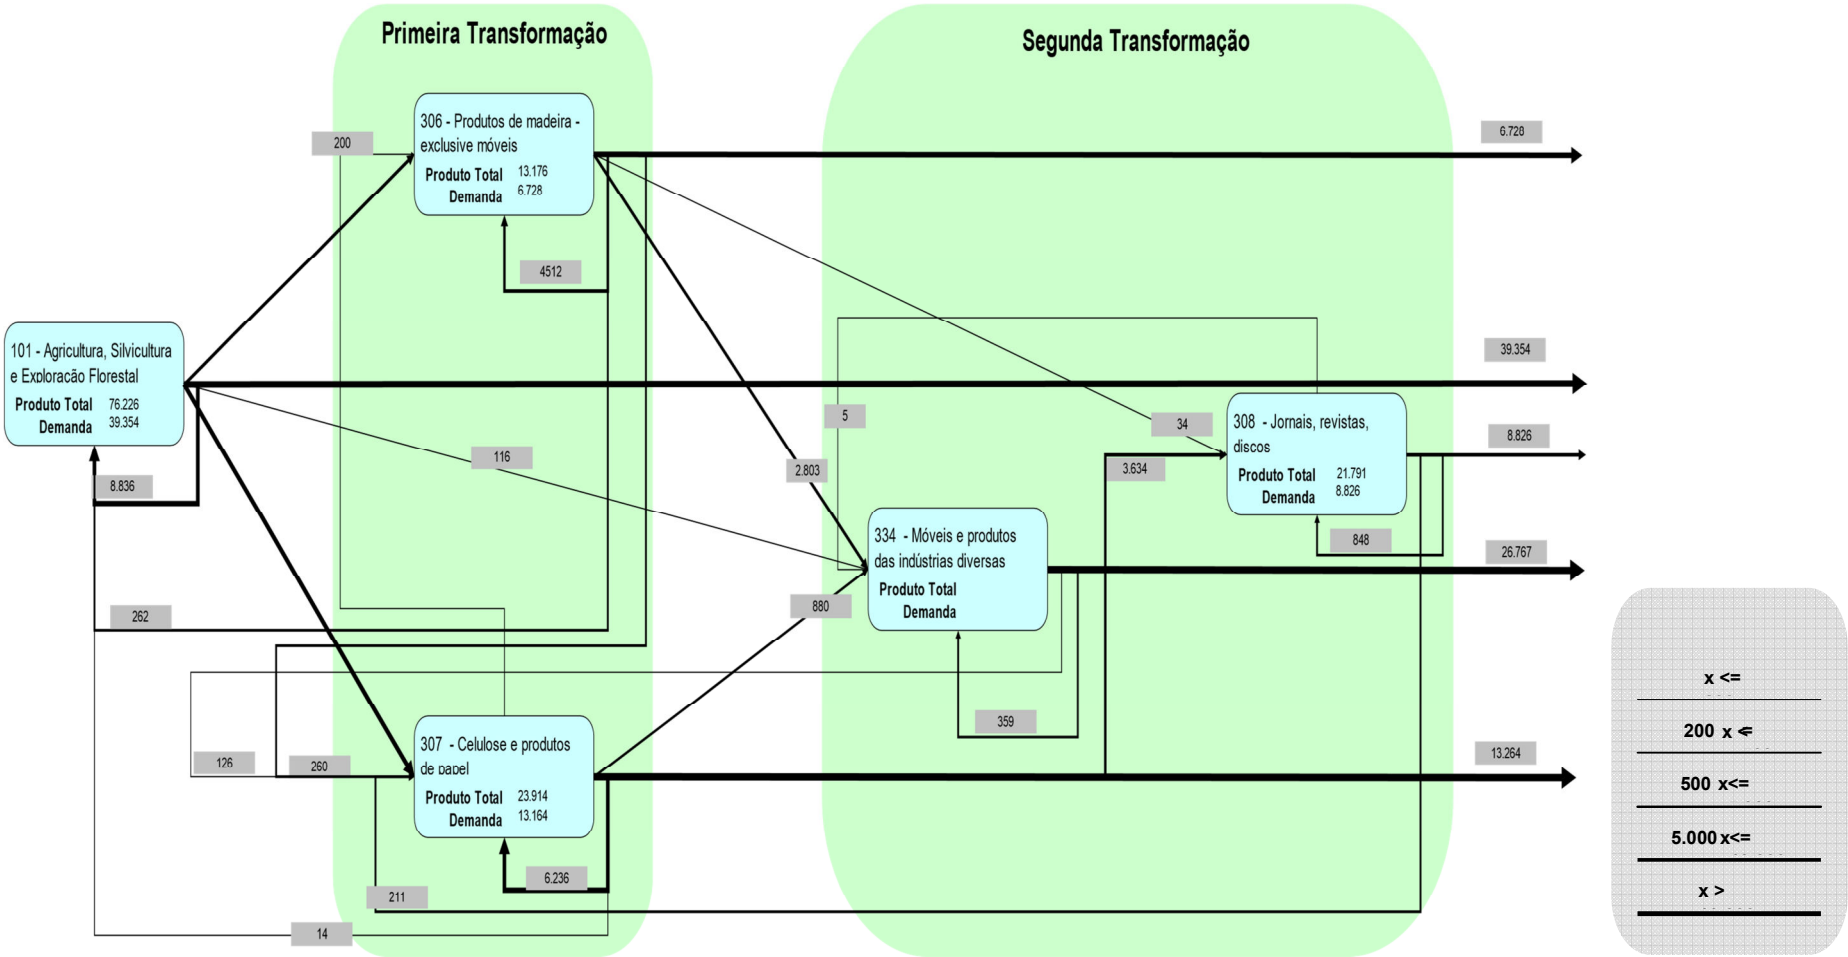 Primeira Transformação
Segunda Transformação
306 - Produtos de madeira -
exclusive móveis
Produto Total 13.176
Demanda 6.728
200
6.728
4512
101 - Agricultura, Silvicultura
e Exploração Florestal
Produto Total 76.226
Demanda 39.354
39.354
8.836
116
2.803
5
34
3.634
308 - Jornais, revistas,
discos
Produto Total 21.791
Demanda 8.826
8.826
848
334 - Móveis e produtos
das indústrias diversas
Produto Total
Demanda
26.767
262
880
359
126
260
307 - Celulose e produtos
de papel
Produto Total 23.914
Demanda 13.164
13.264
6.236
211
14
x <=
200 x <=
500 x<=
5.000 x<=
x >